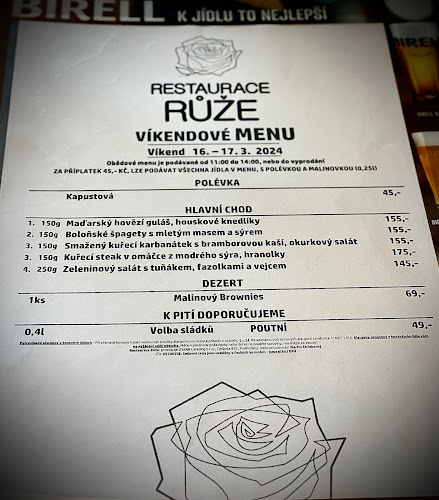 BIRELL K JÍDLU TO NEJLEPŠÍ
RESTAURACE
RŮŽE
VÍKENDOVÉ MENU
Víkend 16. – 17. 3. 2024
Obědové menu je podávané od 11:00 do 14:00, nebo do vyprodání
ZA PŘÍPLATEK 45,- KČ, LZE PODÁVAT VŠECHNA JÍDLA V MENU, S POLÉVKOU A MALINOVKOU (0,25l)
POLÉVKA
Kapustová 45,-
HLAVNÍ CHOD
1. 150g Maďarský hovězí guláš, houskové knedlíky 155,-
2. 150g Boloňské špagety s mletým masem a sýrem 155,-
3. 150g Smažený kuřecí karbanátek s bramborovou kaší, okurkový salát 155,-
3. 150g Kuřecí steak v omáčce z modrého sýra, hranolky 175,-
4. 250g Zeleninový salát s tuňákem, fazolkami a vejcem 145,-
DEZERT
1ks Malinový Brownies 69,-
K PITÍ DOPORUČUJEME
0,4l Volba sládků POUTNÍ 49,-